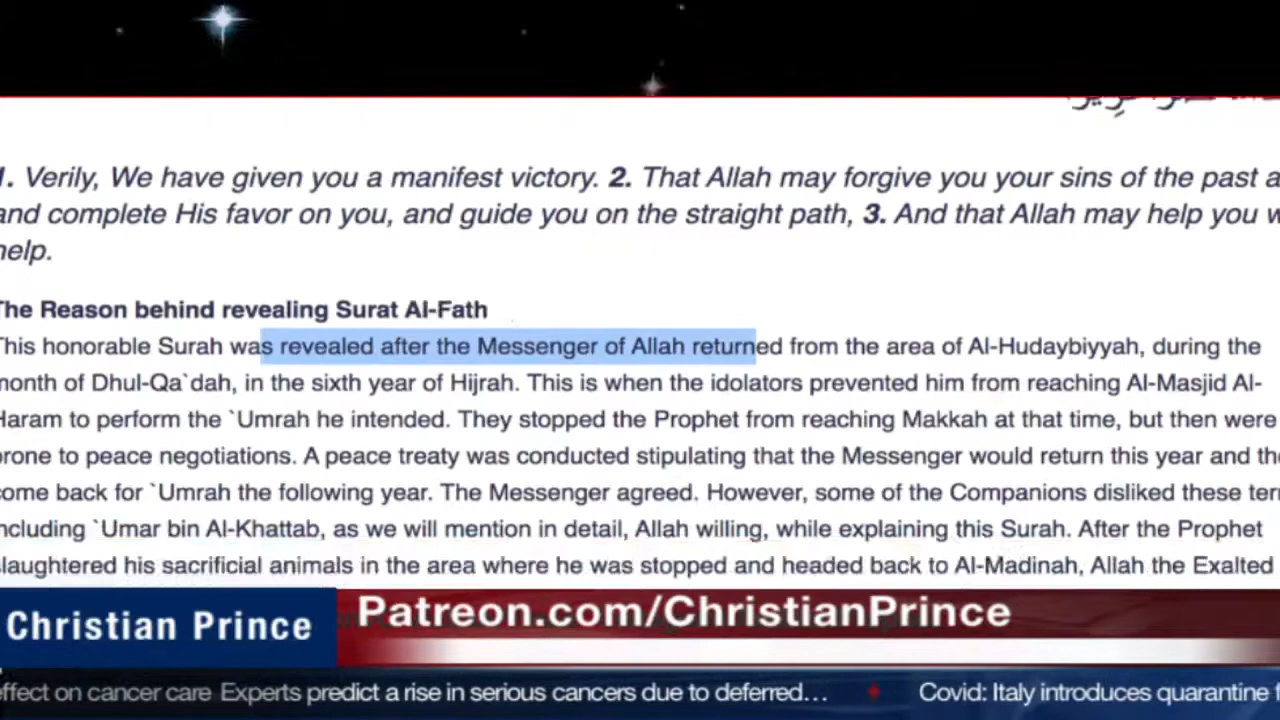 1. Verily, We have given you a manifest victory. 2. That Allah may forgive you your sins of the past a
and complete His favor on you, and guide you on the straight path, 3. And that Allah may help you w
help.
The Reason behind revealing Surat Al-Fath
This honorable Surah was revealed after the Messenger of Allah returned from the area of Al-Hudaybiyyah, during the
month of Dhul-Qa`dah, in the sixth year of Hijrah. This is when the idolators prevented him from reaching Al-Masjid Al-
Haram to perform the `Umrah he intended. They stopped the Prophet from reaching Makkah at that time, but then were
prone to peace negotiations. A peace treaty was conducted stipulating that the Messenger would return this year and the
come back for `Umrah the following year. The Messenger agreed. However, some of the Companions disliked these ter
including `Umar bin Al-Khattab, as we will mention in detail, Allah willing, while explaining this Surah. After the Prophet
slaughtered his sacrificial animals in the area where he was stopped and headed back to Al-Madinah, Allah the Exalted
Christian Prince
Patreon.com/ChristianPrince
effect on cancer care Experts predict a rise in serious cancers due to deferred... Covid: Italy introduces quarantine f